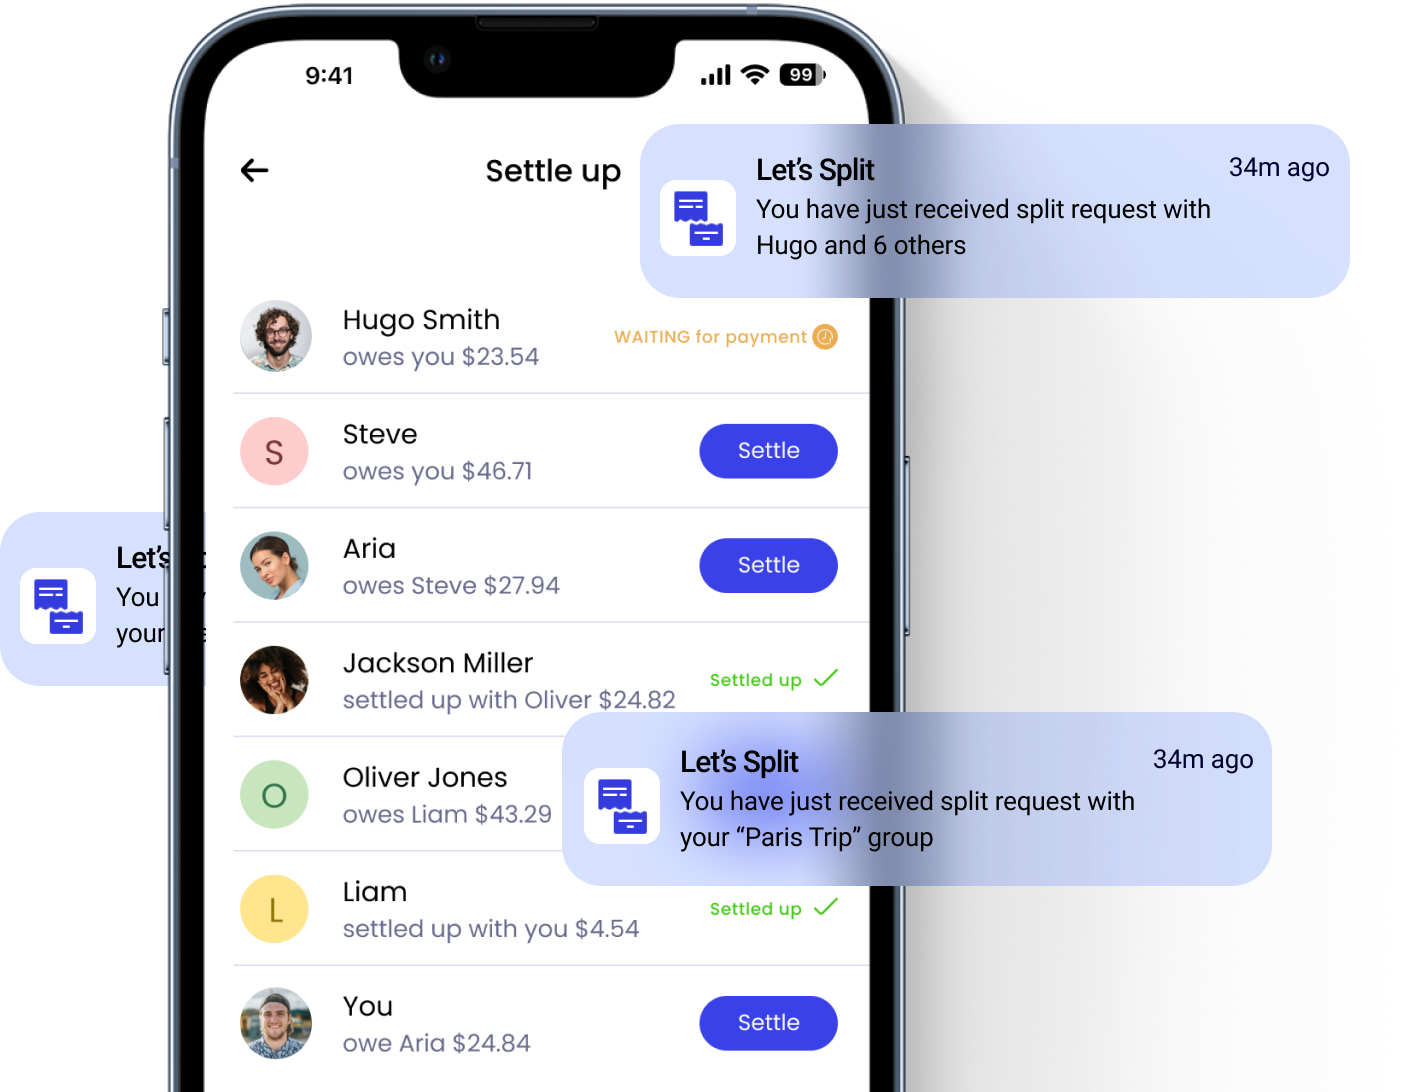 9:41
99
Settle up
Let’s Split
34m ago
You have just received split request with
Hugo and 6 others
Hugo Smith
owes you $23.54
WAITING for payment
S
Steve
owes you $46.71
Settle
Aria
owes Steve $27.94
Settle
Let’s
You
your
Jackson Miller
settled up with Oliver $24.82
Settled up
Let’s Split
34m ago
You have just received split request with
your “Paris Trip” group
O
Oliver Jones
owes Liam $43.29
L
Liam
settled up with you $4.54
Settled up
You
owe Aria $24.84
Settle